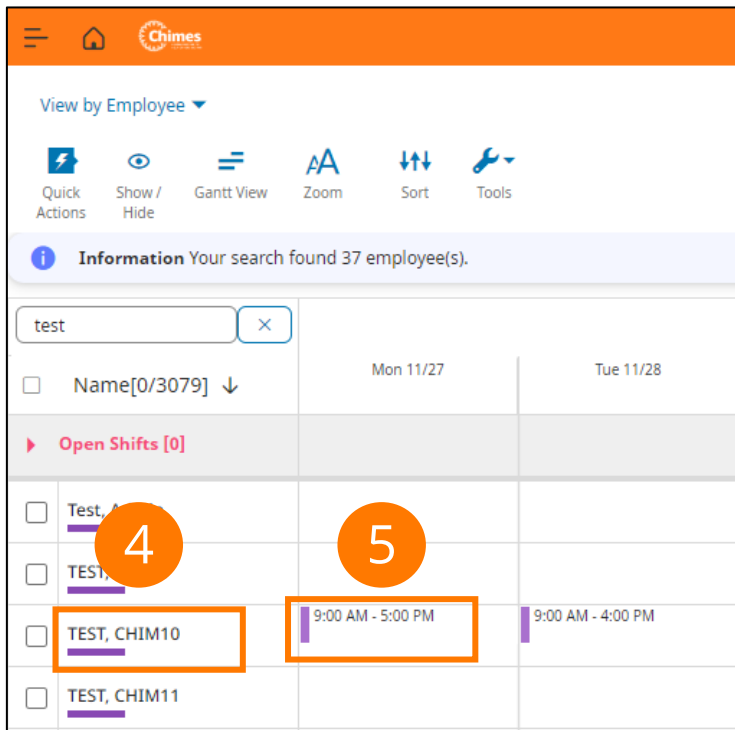 Chimes
View by Employee
Quick Actions
Show / Hide
Gantt View
Zoom
Sort
Tools
Information Your search found 37 employee(s).
test
Name[0/3079]
Mon 11/27
Tue 11/28
Open Shifts [0]
Test,
4
5
TEST,
TEST, CHIM10
9:00 AM - 5:00 PM
9:00 AM - 4:00 PM
TEST, CHIM11